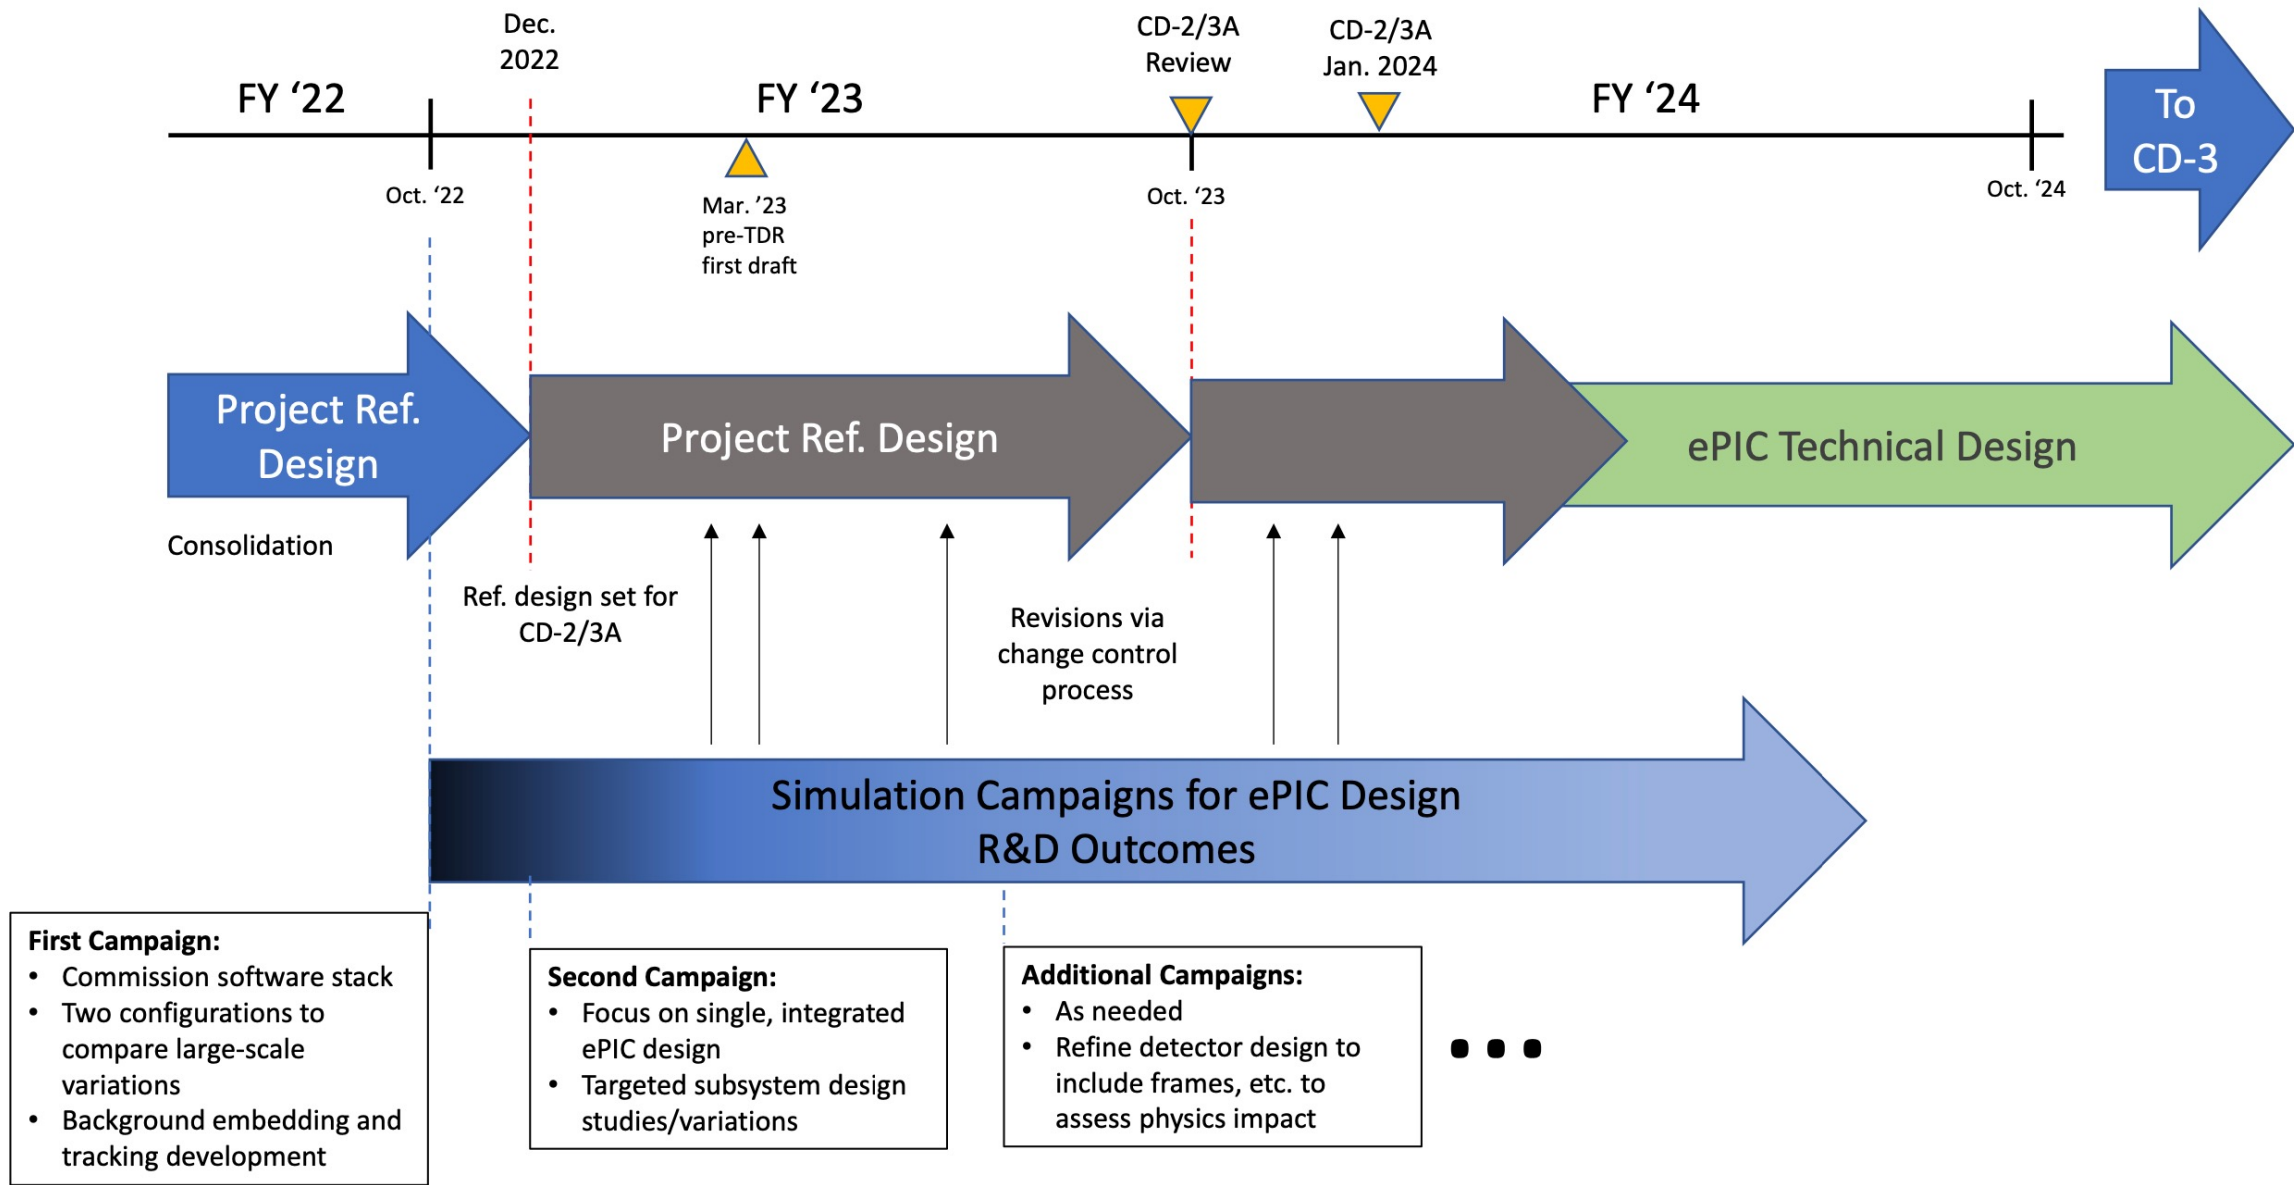 Dec.
2022
CD-2/3A
Review
CD-2/3A
Jan. 2024
FY ‘22
FY ‘23
FY ‘24
To
CD-3
Oct. ‘22
Mar. ’23
pre-TDR
first draft
Oct. ‘23
Oct. ‘24
Project Ref.
Design
Project Ref. Design
ePIC Technical Design
Consolidation
Ref. design set for
CD-2/3A
Revisions via
change control
process
Simulation Campaigns for ePIC Design
R&D Outcomes
First Campaign:
• Commission software stack
• Two configurations to
compare large-scale
variations
• Background embedding and
tracking development
Second Campaign:
• Focus on single, integrated
ePIC design
• Targeted subsystem design
studies/variations
Additional Campaigns:
• As needed
• Refine detector design to
include frames, etc. to
assess physics impact